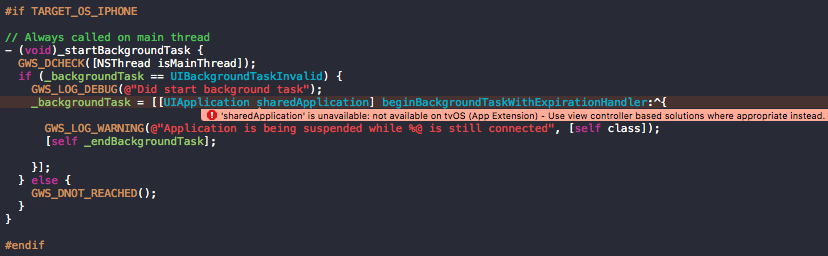 #if TARGET_OS_IPHONE
// Always called on main thread
- (void)_startBackgroundTask {
GWS_DCHECK([NSThread isMainThread]);
if (_backgroundTask == UIBackgroundTaskInvalid) {
GWS_LOG_DEBUG(@"Did start background task");
_backgroundTask = [[UIApplication sharedApplication] beginBackgroundTaskWithExpirationHandler:^{
'sharedApplication' is unavailable: not available on tvOS (App Extension) - Use view controller based solutions where appropriate instead.
GWS_LOG_WARNING(@"Application is being suspended while %@ is still connected", [self class]);
[self _endBackgroundTask];
}];
} else {
GWS_DNOT_REACHED();
}
}
#endif